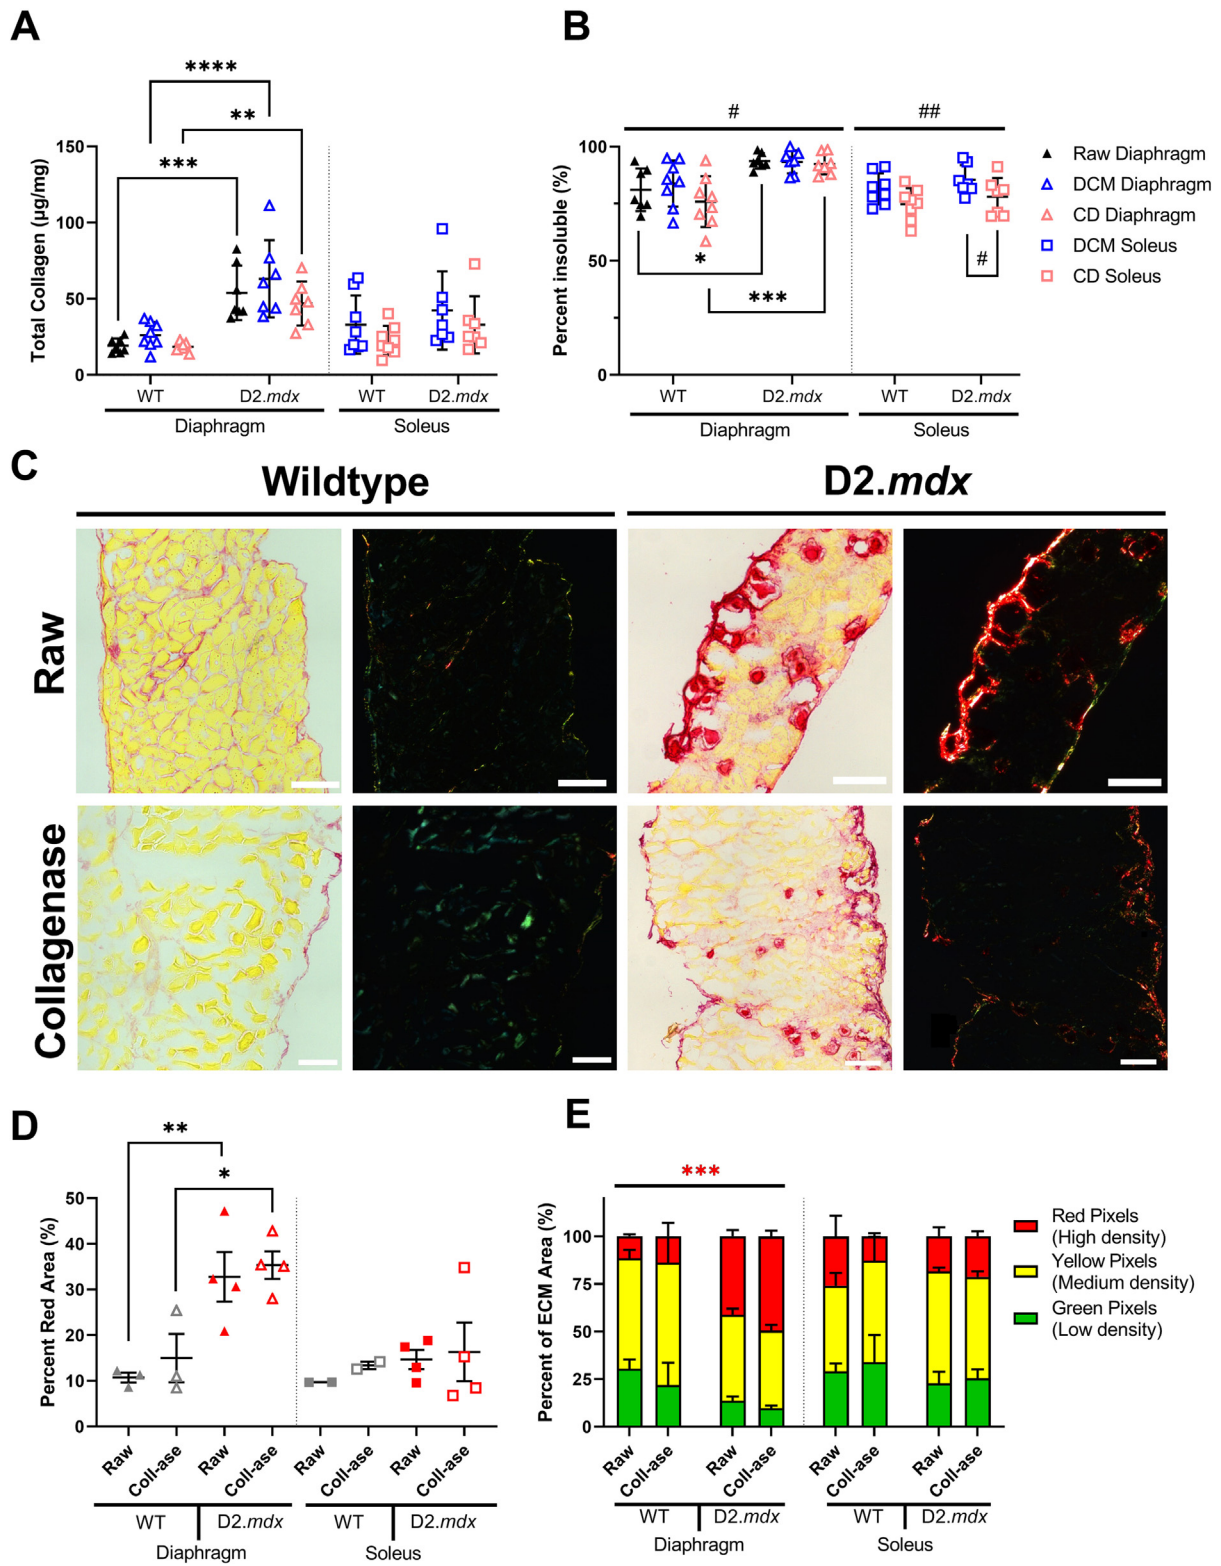 A
****
**
***
Total Collagen (µg/mg)
150
100
50
0
WT
D2.mdx
WT
D2.mdx
Diaphragm
Soleus
B
#
##
Percent insoluble (%)
100
50
0
*
***
#
WT
D2.mdx
WT
D2.mdx
Diaphragm
Soleus
Raw Diaphragm
DCM Diaphragm
CD Diaphragm
DCM Soleus
CD Soleus
C
Wildtype
D2.mdx
Raw
Collagenase
D
**
*
Percent Red Area (%)
50
40
30
20
10
0
Raw
Coll-ase
Raw
Coll-ase
Raw
Coll-ase
Raw
Coll-ase
WT
D2.mdx
WT
D2.mdx
Diaphragm
Soleus
E
***
Percent of ECM Area (%)
100
75
50
25
0
Raw
Coll-ase
Raw
Coll-ase
Raw
Coll-ase
Raw
Coll-ase
WT
D2.mdx
WT
D2.mdx
Diaphragm
Soleus
Red Pixels
(High density)
Yellow Pixels
(Medium density)
Green Pixels
(Low density)